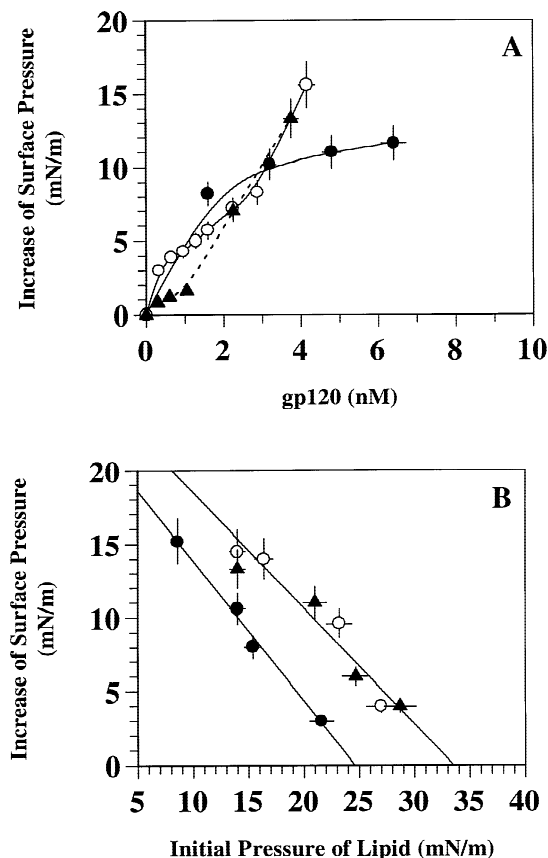 20
A
15
10
5
0
0 2 4 6 8 10
Increase of Surface Pressure
(mN/m)
gp120 (nM)
20
B
15
10
5
0
5 10 15 20 25 30 35 40
Increase of Surface Pressure
(mN/m)
Initial Pressure of Lipid (mN/m)